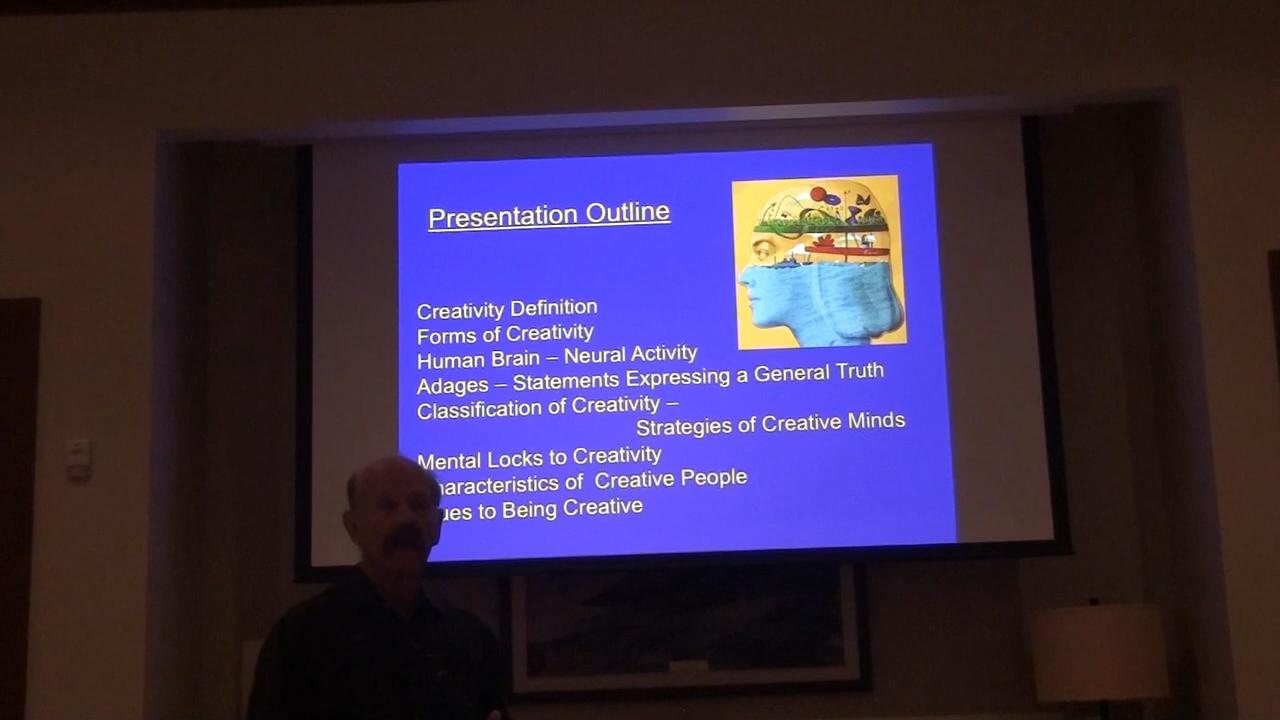 Presentation Outline
Creativity Definition
Forms of Creativity
Human Brain – Neural Activity
Adages – Statements Expressing a General Truth
Classification of Creativity –
Strategies of Creative Minds
Mental Locks to Creativity
of Creative People
to Being Creative